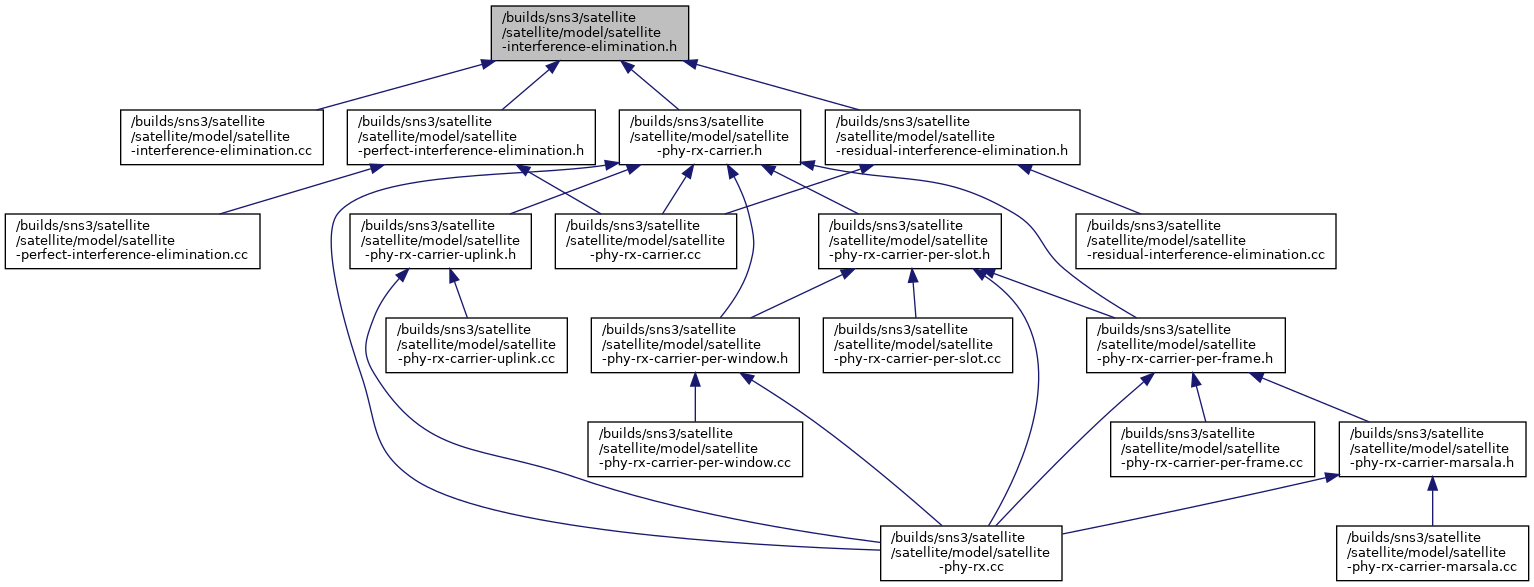 /builds/sns3/satellite
/satellite/model/satellite
-interference-elimination.h
/builds/sns3/satellite
/satellite/model/satellite
-interference-elimination.cc
/builds/sns3/satellite
/satellite/model/satellite
-perfect-interference-elimination.h
/builds/sns3/satellite
/satellite/model/satellite
-phy-rx-carrier.h
/builds/sns3/satellite
/satellite/model/satellite
-residual-interference-elimination.h
/builds/sns3/satellite
/satellite/model/satellite
-perfect-interference-elimination.cc
/builds/sns3/satellite
/satellite/model/satellite
-phy-rx-carrier-uplink.h
/builds/sns3/satellite
/satellite/model/satellite
-phy-rx-carrier.cc
/builds/sns3/satellite
/satellite/model/satellite
-phy-rx-carrier-per-slot.h
/builds/sns3/satellite
/satellite/model/satellite
-residual-interference-elimination.cc
/builds/sns3/satellite
/satellite/model/satellite
-phy-rx-carrier-uplink.cc
/builds/sns3/satellite
/satellite/model/satellite
-phy-rx-carrier-per-window.h
/builds/sns3/satellite
/satellite/model/satellite
-phy-rx-carrier-per-slot.cc
/builds/sns3/satellite
/satellite/model/satellite
-phy-rx-carrier-per-frame.h
/builds/sns3/satellite
/satellite/model/satellite
-phy-rx-carrier-per-window.cc
/builds/sns3/satellite
/satellite/model/satellite
-phy-rx-carrier-per-frame.cc
/builds/sns3/satellite
/satellite/model/satellite
-phy-rx-carrier-marsala.h
/builds/sns3/satellite
/satellite/model/satellite
-phy-rx.cc
/builds/sns3/satellite
/satellite/model/satellite
-phy-rx-carrier-marsala.cc